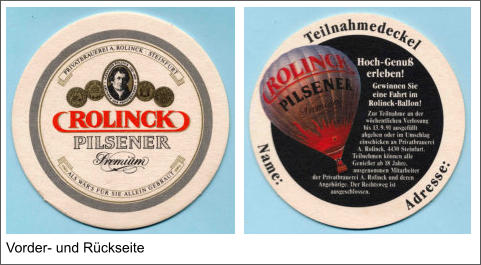 PRIVATBRAUEREI A. ROLINCK · STEINFURT
ROLINCK
PILSENER
Premium
ALS WÄR'S FÜR SIE ALLEIN GEBRAUT
Teilnahmedeckel
ROLINCK
PILSENER
Premium
Hoch-Genuß
erleben!
Gewinnen Sie
eine Fahrt im
Rolinck-Ballon!
Zur Teilnahme an der
wöchentlichen Verlosung
bis 13.9.91 ausgefüllt
abgeben oder im Umschlag
einschicken an Privatbrauerei
A. Rolinck, 4430 Steinfurt.
Teilnehmen können alle
Genießer ab 18 Jahre,
ausgenommen Mitarbeiter
der Privatbrauerei A. Rolinck und deren
Angehörige. Der Rechtsweg ist
ausgeschlossen.
Name:
Adresse:
Vorder- und Rückseite